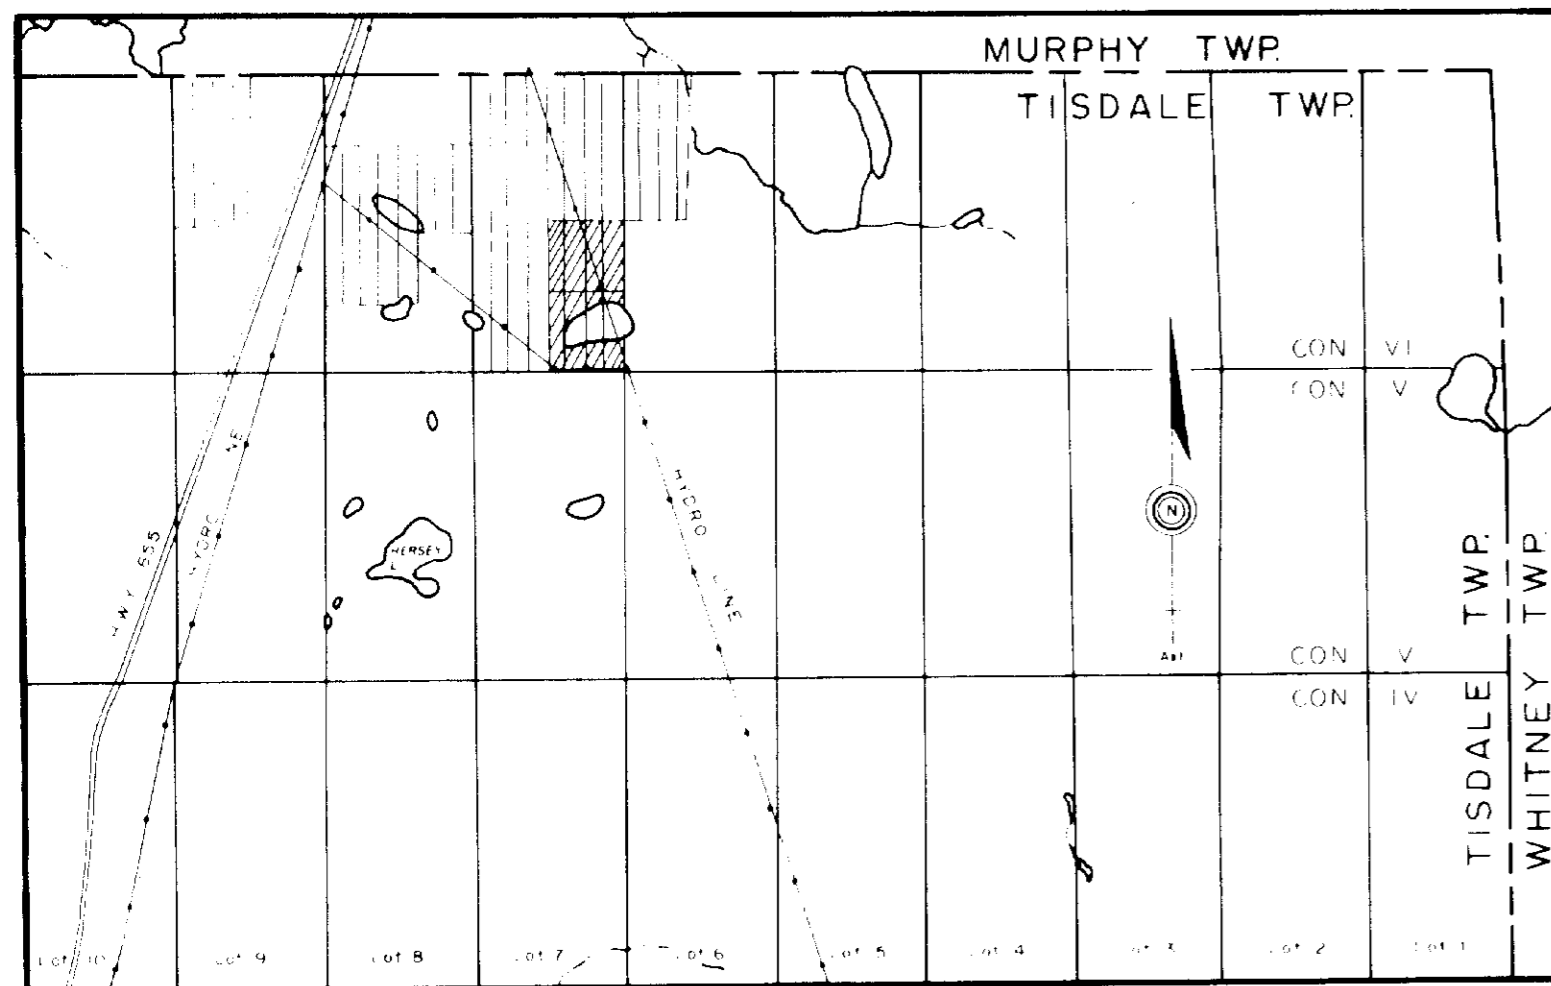 MURPHY TWP.
TISDALE TWP.
CON VI
CON V
HWY 655
HYDRO LINE
HYDRO LINE
HERSEY
L
N
CON V
CON IV
TISDALE TWP.
WHITNEY TWP.
Lot 10
Lot 9
Lot 8
Lot 7
Lot 6
Lot 5
Lot 4
Lot 3
Lot 2
Lot 1